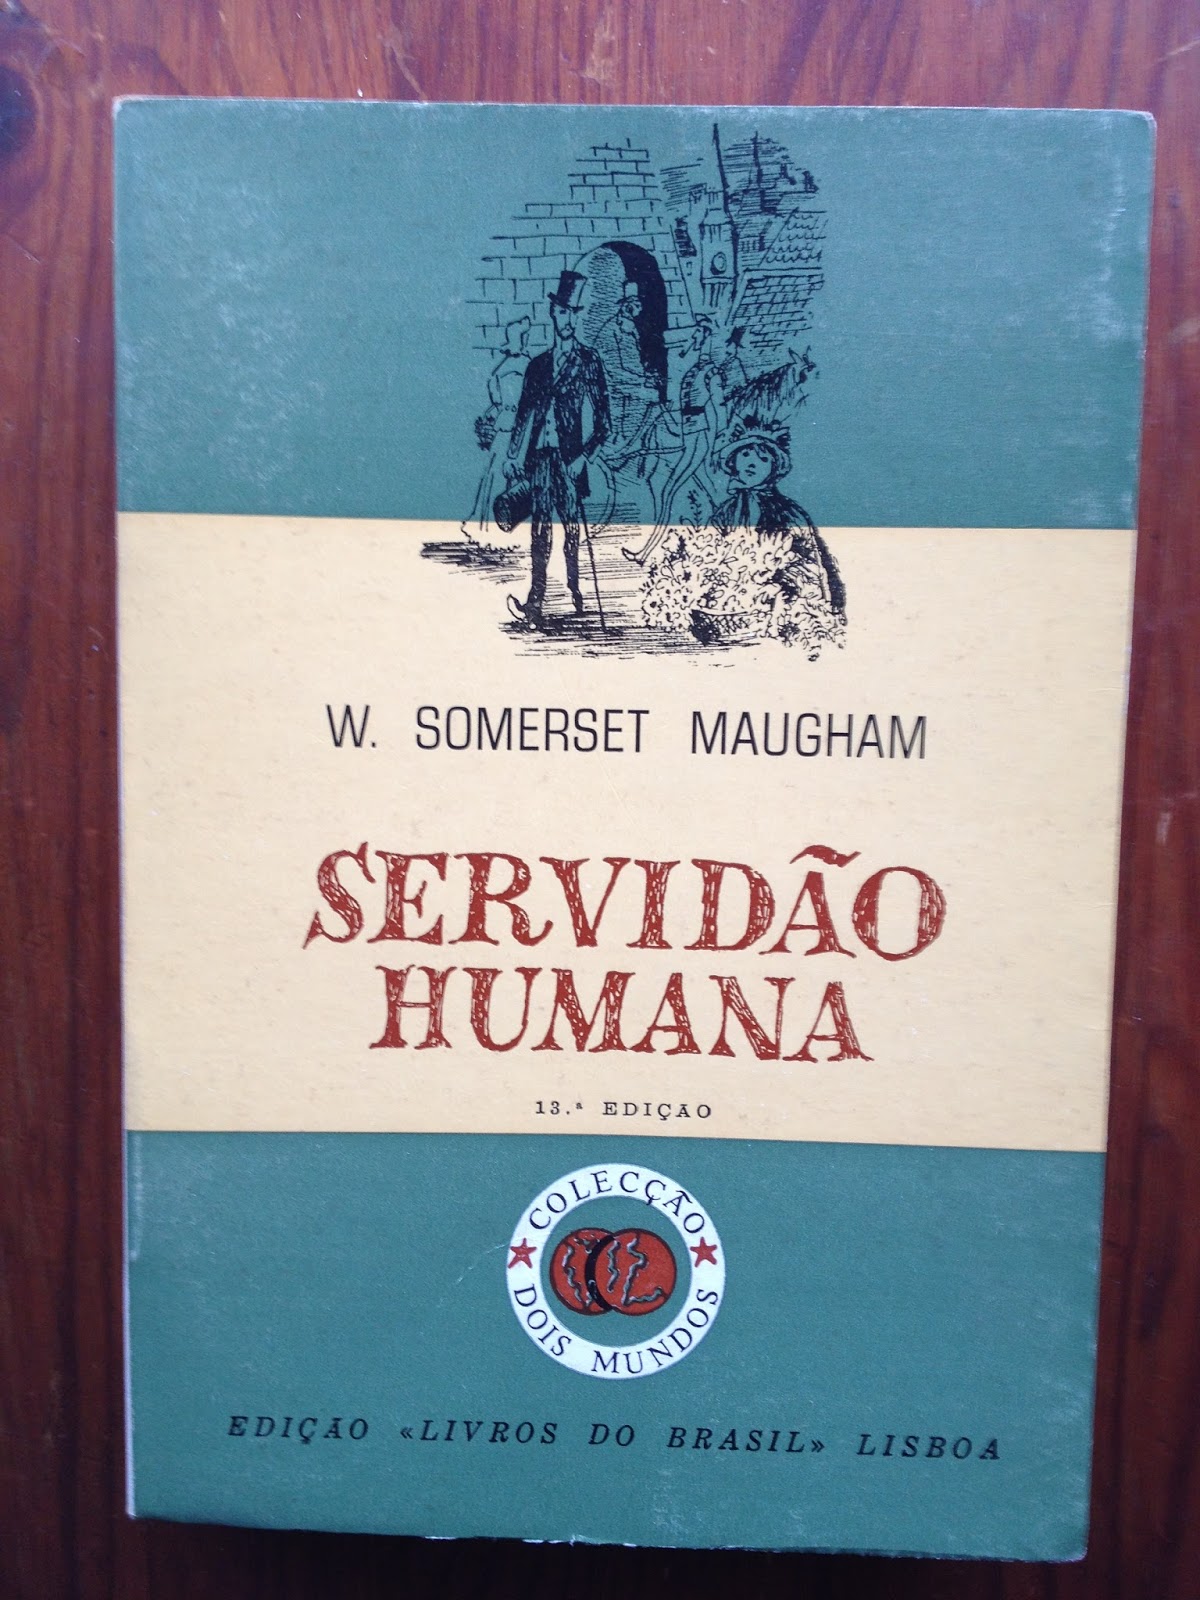 W. SOMERSET MAUGHAM
SERVIDÃO
HUMANA
13.ª EDIÇÃO
COLECÇÃO
DOIS MUNDOS
EDIÇÃO «LIVROS DO BRASIL» LISBOA